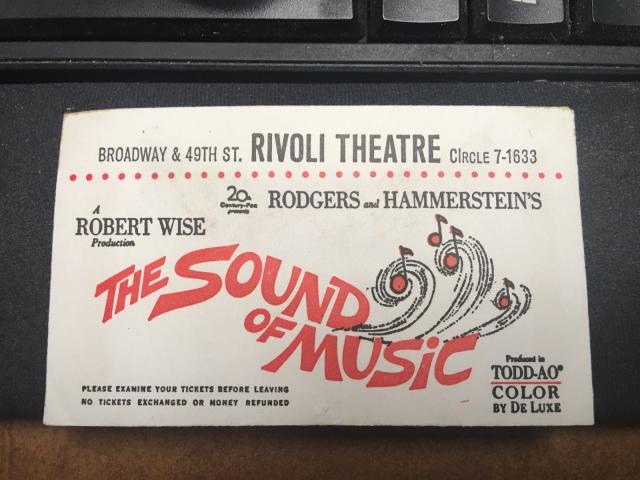 BROADWAY & 49TH ST. RIVOLI THEATRE CIRCLE 7-1633
20th Century-Fox presents
RODGERS and HAMMERSTEIN'S
A
ROBERT WISE
Production
THE SOUND
OF MUSIC
Produced in
TODD-AO®
COLOR
BY DE LUXE
PLEASE EXAMINE YOUR TICKETS BEFORE LEAVING
NO TICKETS EXCHANGED OR MONEY REFUNDED